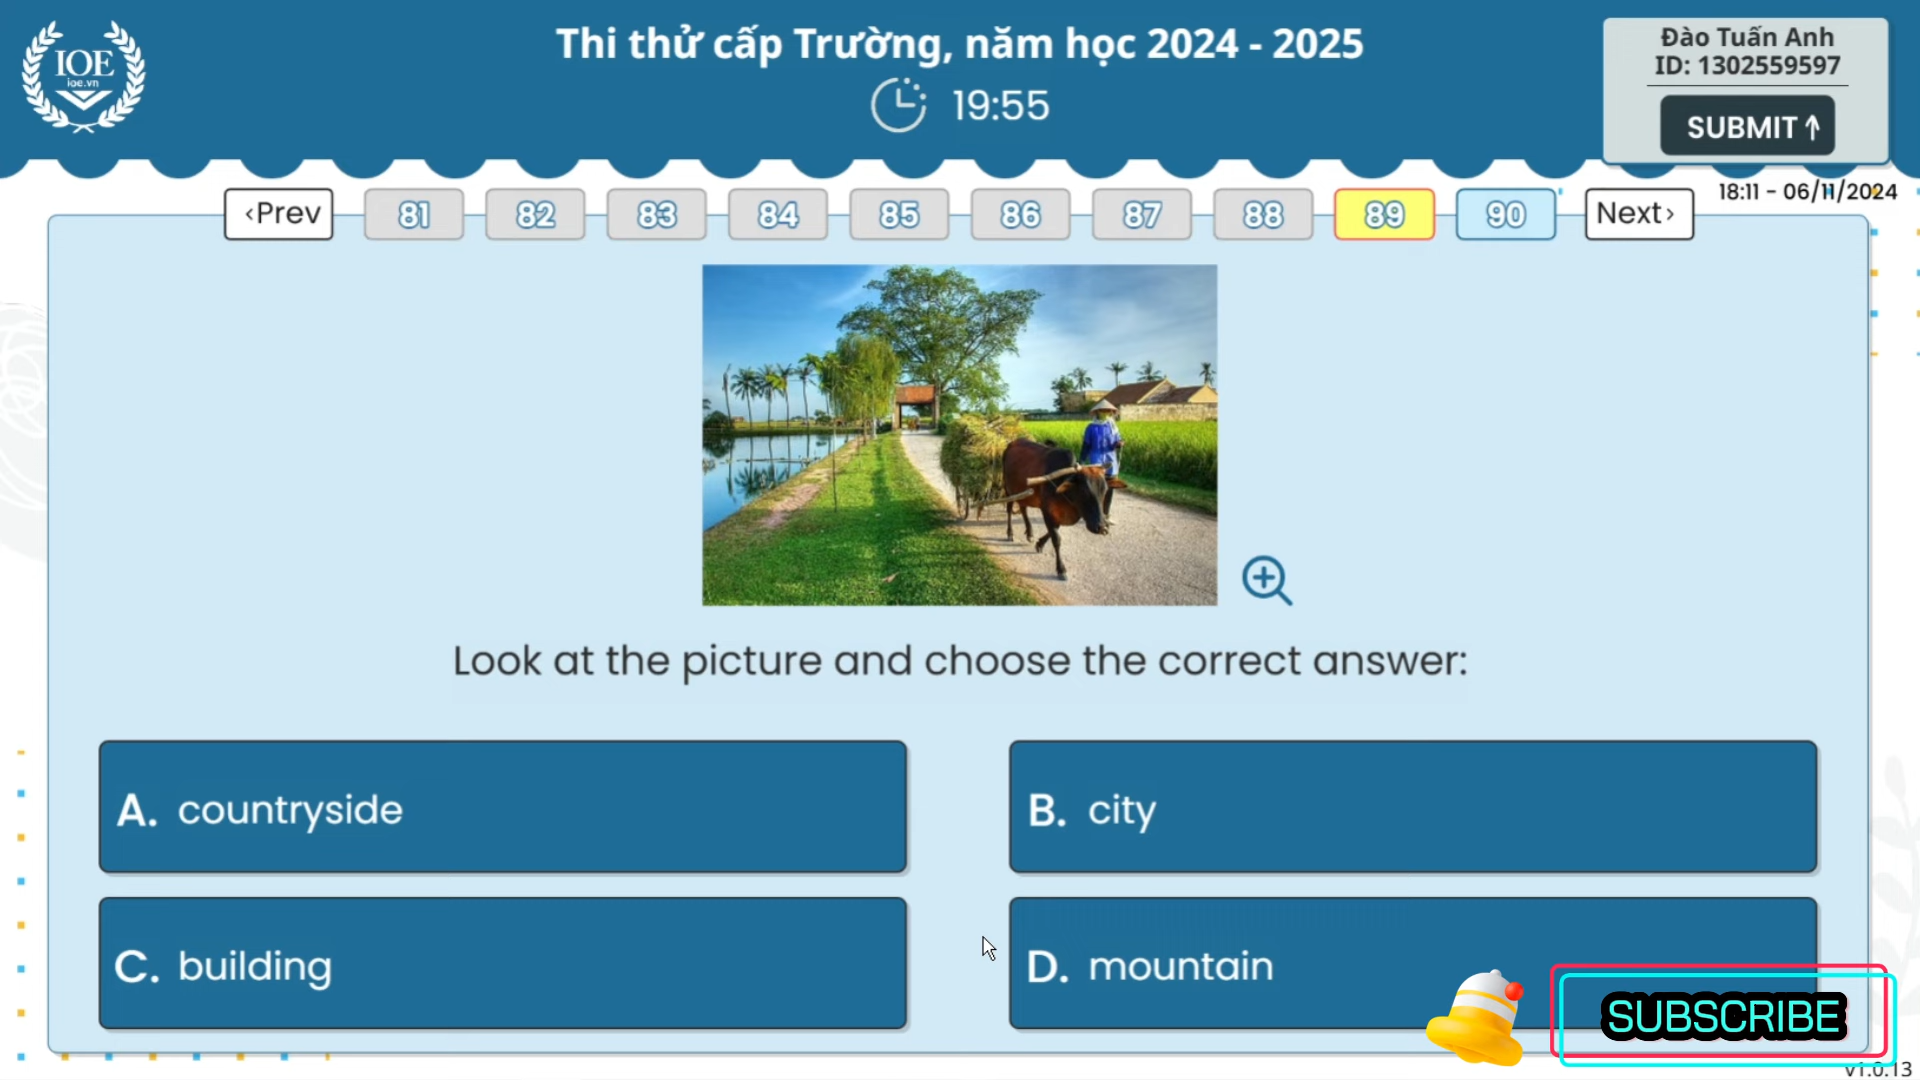 IOE
ioe.vn
Thi thử cấp Trường, năm học 2024 - 2025
19:55
Đào Tuấn Anh
ID: 1302559597
SUBMIT
18:11 - 06/11/2024
‹Prev
81
82
83
84
85
86
87
88
89
90
Next›
Look at the picture and choose the correct answer:
A. countryside
B. city
C. building
D. mountain
SUBSCRIBE
v1.0.13